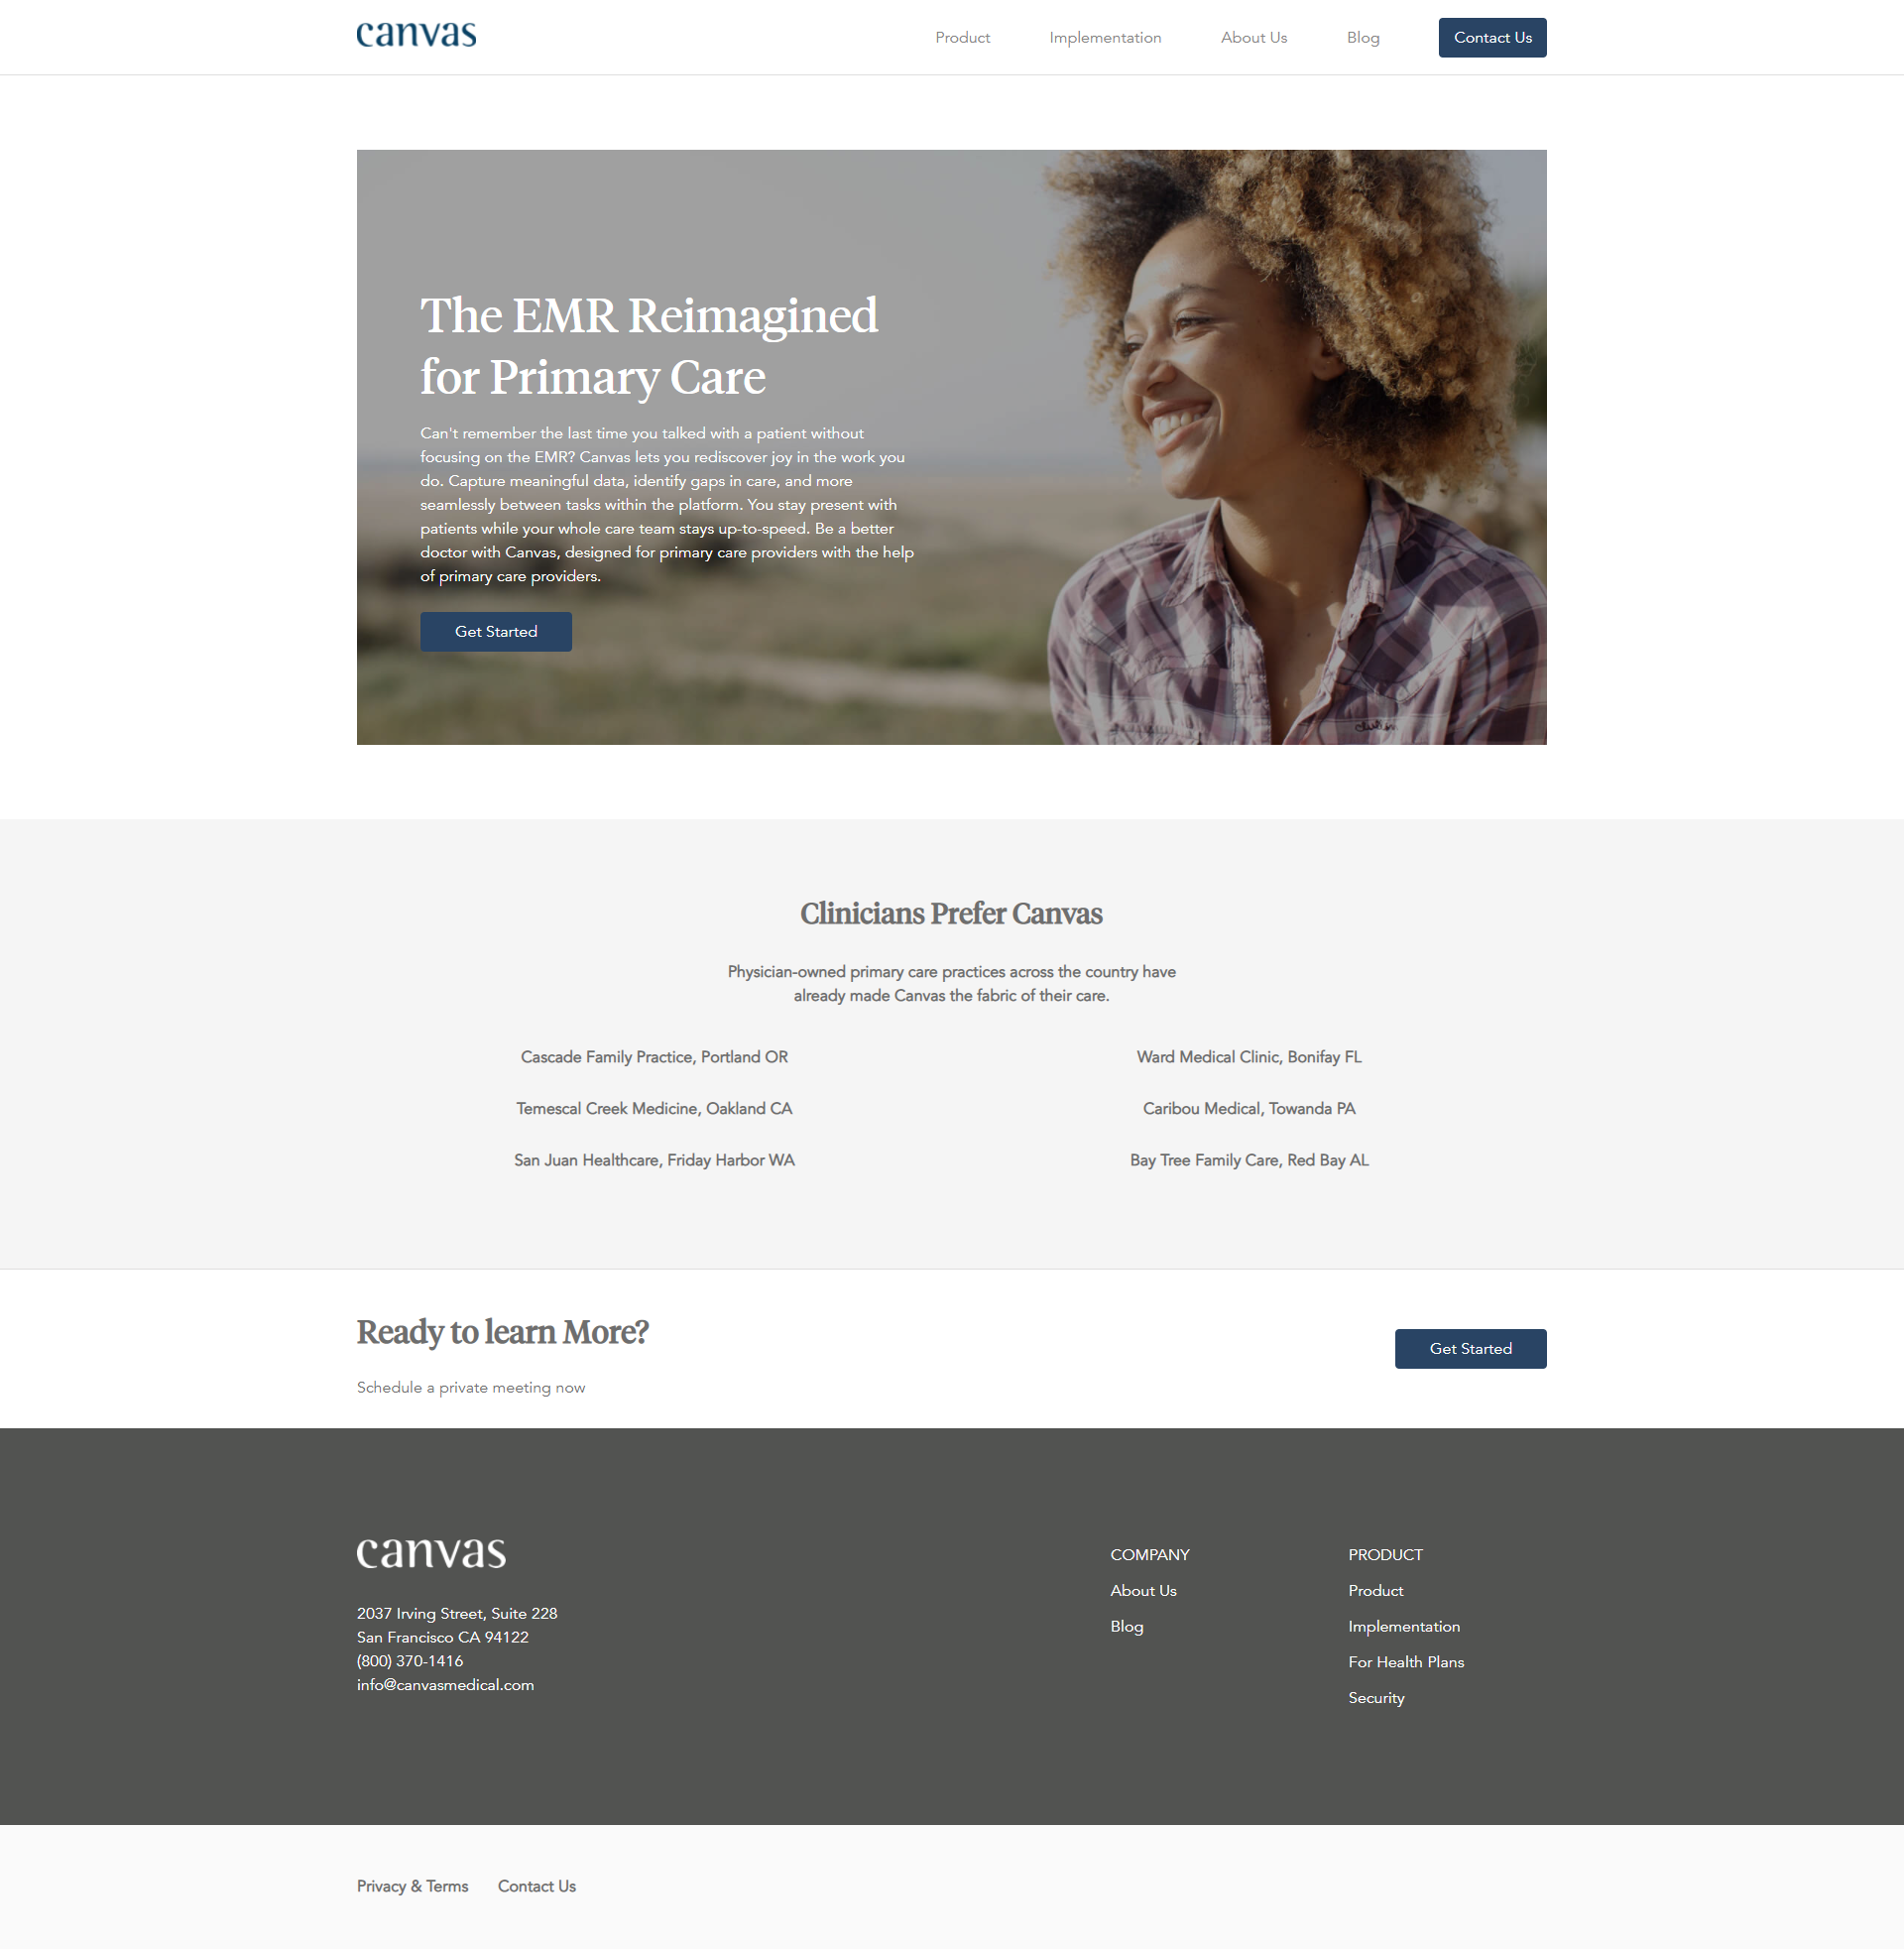 canvas
Product
Implementation
About Us
Blog
Contact Us
The EMR Reimagined
for Primary Care
Can't remember the last time you talked with a patient without
focusing on the EMR? Canvas lets you rediscover joy in the work you
do. Capture meaningful data, identify gaps in care, and more
seamlessly between tasks within the platform. You stay present with
patients while your whole care team stays up-to-speed. Be a better
doctor with Canvas, designed for primary care providers with the help
of primary care providers.
Get Started
Clinicians Prefer Canvas
Physician-owned primary care practices across the country have
already made Canvas the fabric of their care.
Cascade Family Practice, Portland OR
Ward Medical Clinic, Bonifay FL
Temescal Creek Medicine, Oakland CA
Caribou Medical, Towanda PA
San Juan Healthcare, Friday Harbor WA
Bay Tree Family Care, Red Bay AL
Ready to learn More?
Schedule a private meeting now
Get Started
canvas
2037 Irving Street, Suite 228
San Francisco CA 94122
(800) 370-1416
info@canvasmedical.com
COMPANY
About Us
Blog
PRODUCT
Product
Implementation
For Health Plans
Security
Privacy & Terms
Contact Us